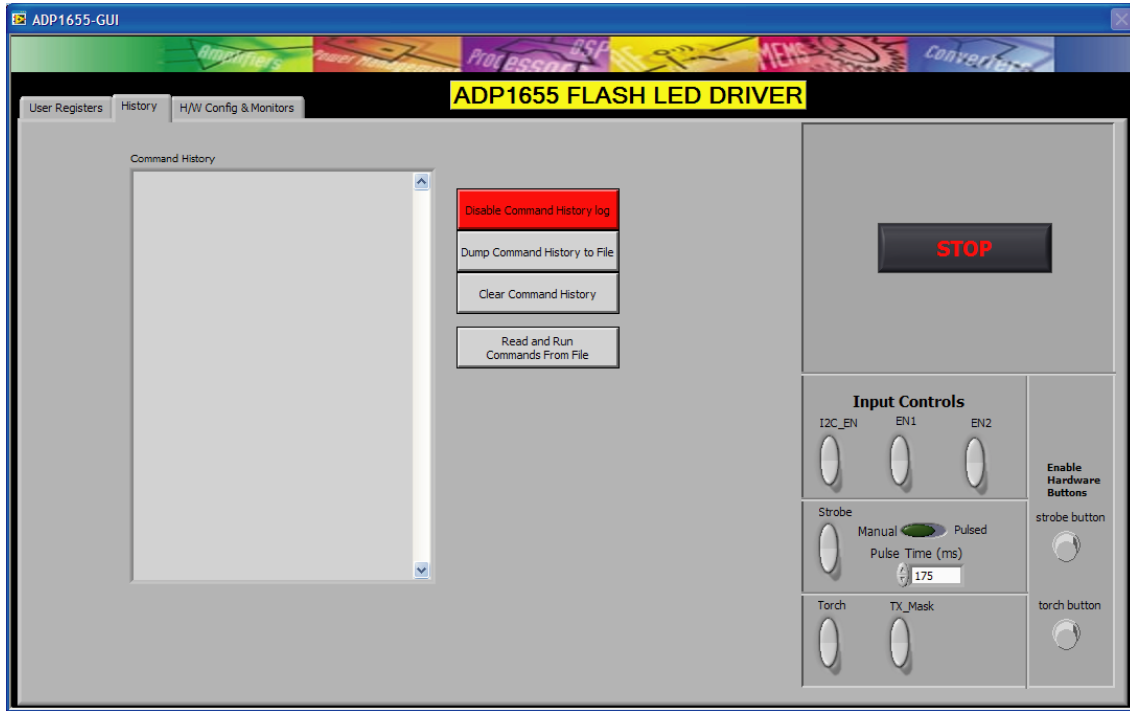 ADP1655-GUI
Amplifiers Power Management Processors DSP RF MEMS Converters
ADP1655 FLASH LED DRIVER
User Registers History H/W Config & Monitors
Command History
Disable Command History log
Dump Command History to File
Clear Command History
Read and Run
Commands From File
STOP
Input Controls
I2C_EN EN1 EN2
Enable
Hardware
Buttons
Strobe
Manual Pulsed
Pulse Time (ms)
175
strobe button
Torch TX_Mask
torch button